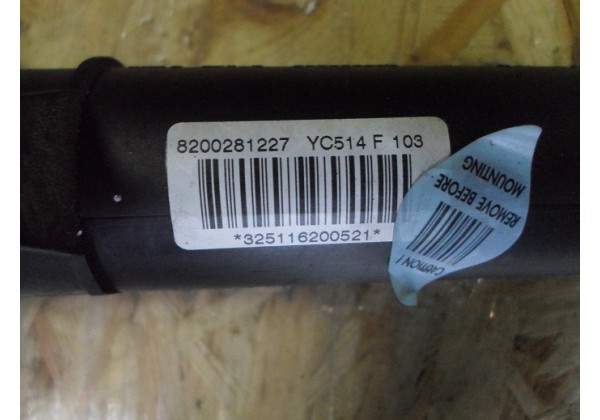 8200281227 YC514 F 103
*325116200521*
REMOVE BEFORE:
MOUNTING
CAUTION!